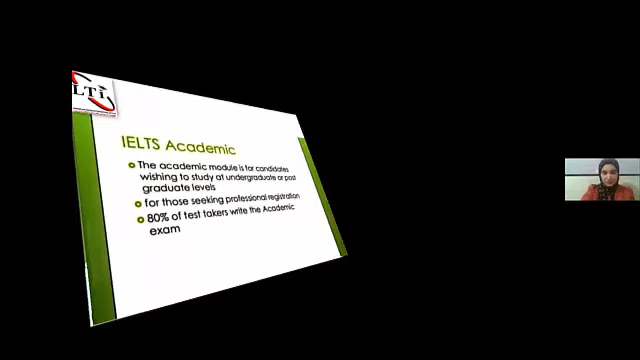 LTI
IELTS Academic
The academic module is for candidates
wishing to study at undergraduate or post
graduate levels
for those seeking professional registration
80% of test takers write the Academic
exam